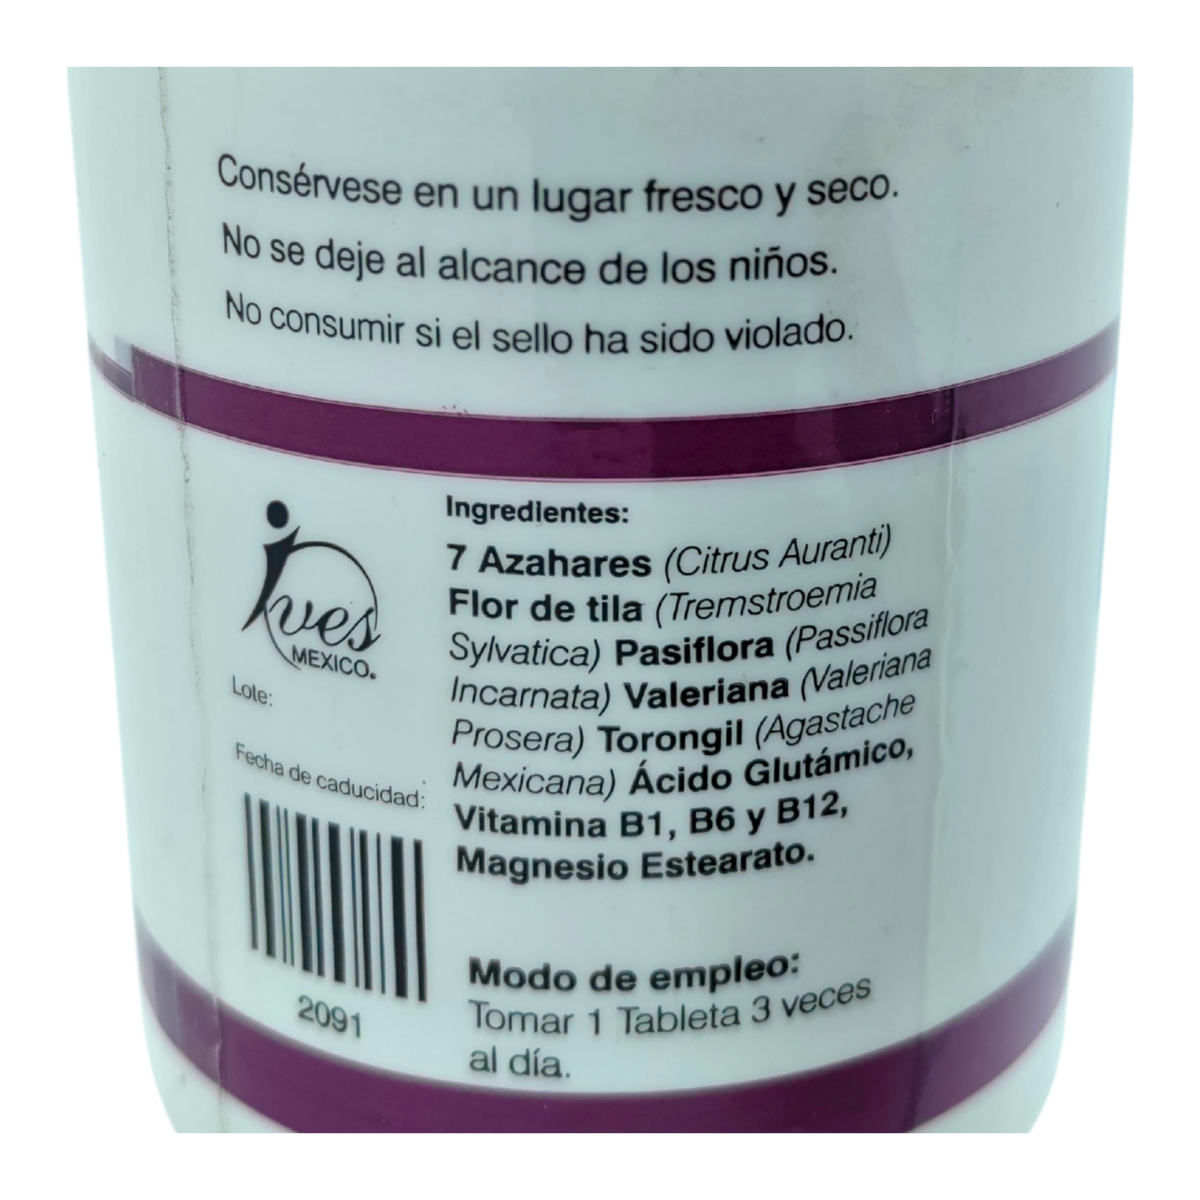 Consérvese en un lugar fresco y seco.
No se deje al alcance de los niños.
No consumir si el sello ha sido violado.
Ives
MEXICO.
Lote:
Fecha de caducidad:
2091
Ingredientes:
7 Azahares (Citrus Auranti)
Flor de tila (Tremstroemia
Sylvatica) Pasiflora (Passiflora
Incarnata) Valeriana (Valeriana
Prosera) Torongil (Agastache
Mexicana) Ácido Glutámico,
Vitamina B1, B6 y B12,
Magnesio Estearato.
Modo de empleo:
Tomar 1 Tableta 3 veces
al día.